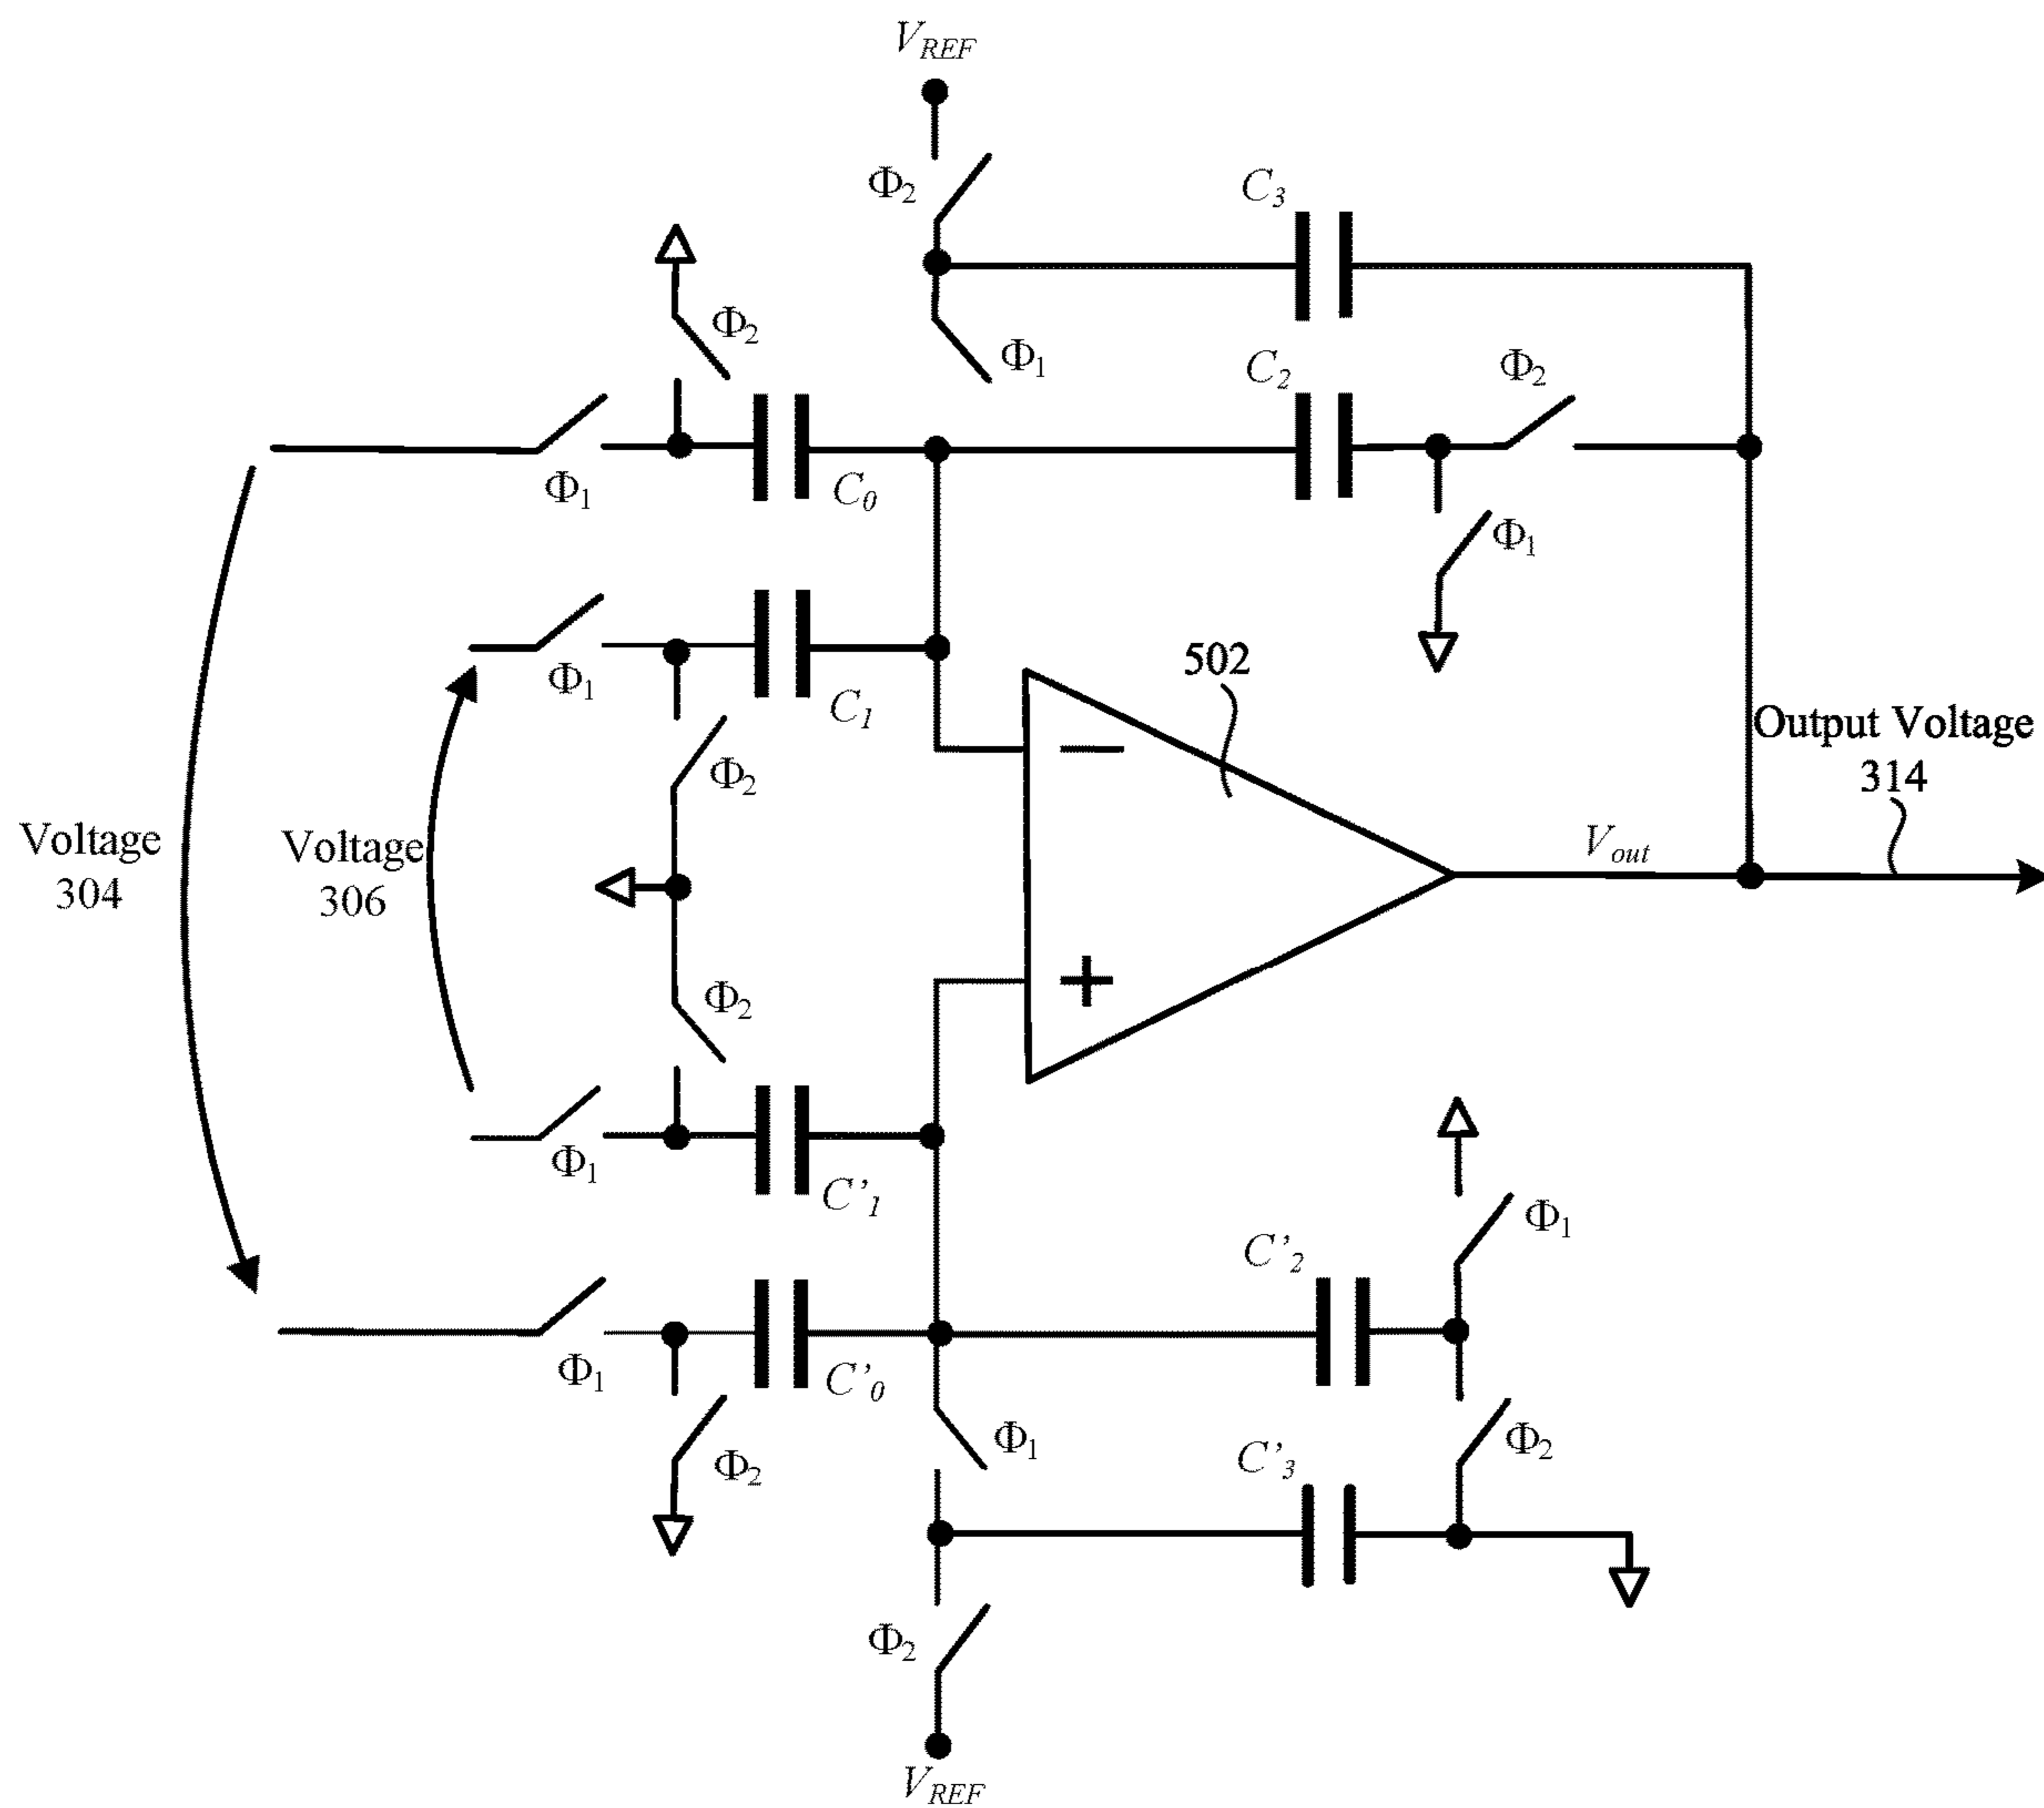 V_REF
Φ₂
C₃
Φ₂
Φ₁
C₂
Φ₂
Φ₁
C₀
Φ₁
Φ₁
C₁
502
Output Voltage
314
Φ₂
Voltage
304
Voltage
306
V_out
Φ₂
Φ₁
C'₁
Φ₁
C'₂
Φ₁
C'₀
Φ₁
C'₃
Φ₂
Φ₂
Φ₂
V_REF